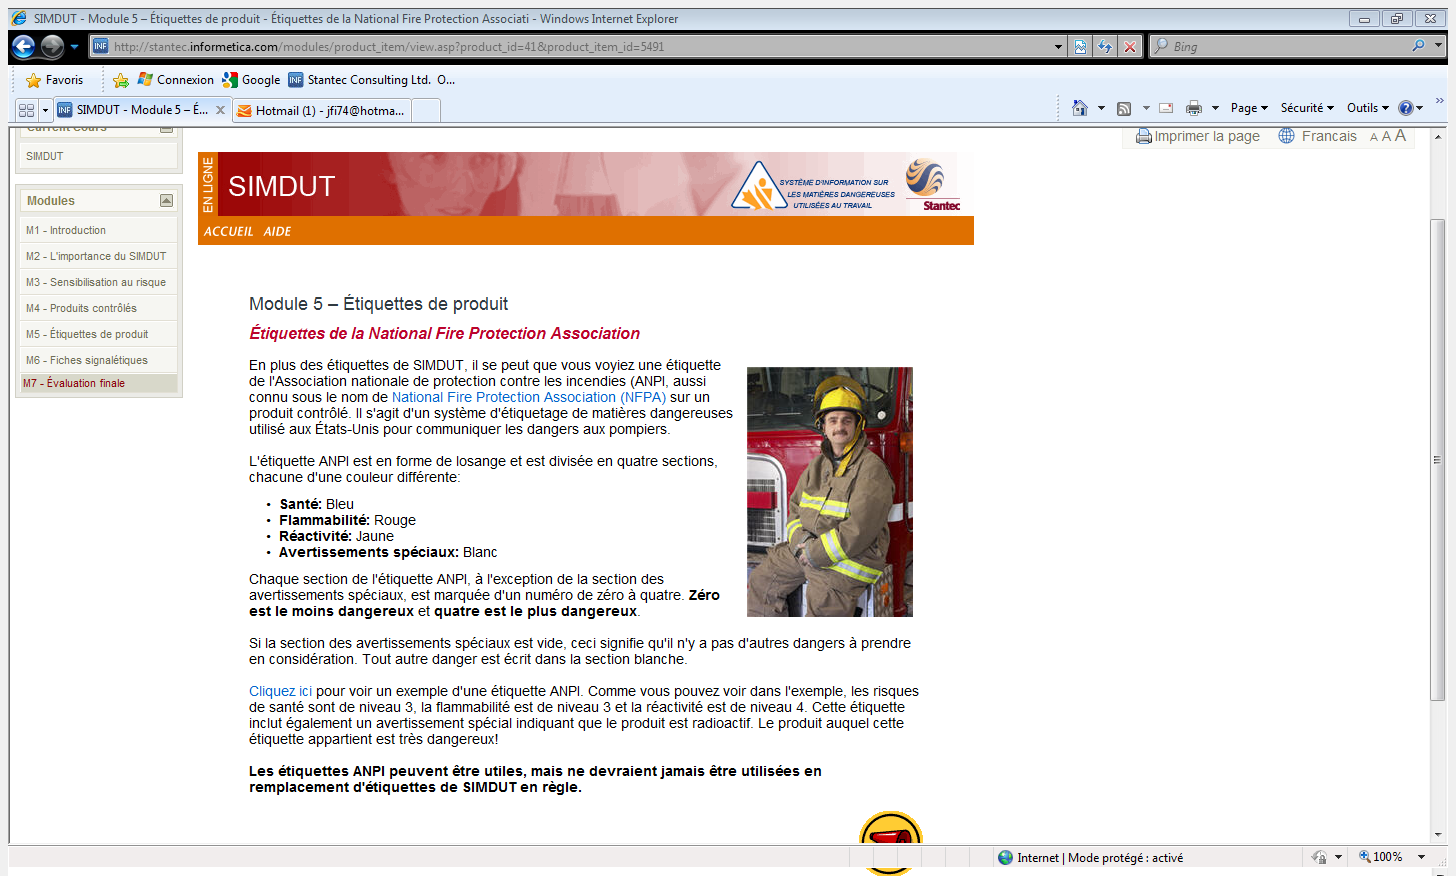 SIMDUT - Module 5 – Étiquettes de produit - Étiquettes de la National Fire Protection Associati - Windows Internet Explorer
http://stantec.informetica.com/modules/product_item/view.asp?product_id=41&product_item_id=5491
Bing
Favoris
Connexion
Google
Stantec Consulting Ltd. O...
SIMDUT - Module 5 – É...
Hotmail (1) - jfi74@hotma...
Page
Sécurité
Outils
Current Cours
SIMDUT
Modules
M1 - Introduction
M2 - L'importance du SIMDUT
M3 - Sensibilisation au risque
M4 - Produits contrôlés
M5 - Étiquettes de produit
M6 - Fiches signalétiques
M7 - Évaluation finale
Imprimer la page
Francais
A A A
EN LIGNE
SIMDUT
SYSTÈME D'INFORMATION SUR
LES MATIÈRES DANGEREUSES
UTILISÉES AU TRAVAIL
Stantec
ACCUEIL AIDE
Module 5 – Étiquettes de produit
Étiquettes de la National Fire Protection Association
En plus des étiquettes de SIMDUT, il se peut que vous voyiez une étiquette
de l'Association nationale de protection contre les incendies (ANPI, aussi
connu sous le nom de National Fire Protection Association (NFPA) sur un
produit contrôlé. Il s'agit d'un système d'étiquetage de matières dangereuses
utilisé aux États-Unis pour communiquer les dangers aux pompiers.
L'étiquette ANPI est en forme de losange et est divisée en quatre sections,
chacune d'une couleur différente:
• Santé: Bleu
• Flammabilité: Rouge
• Réactivité: Jaune
• Avertissements spéciaux: Blanc
Chaque section de l'étiquette ANPI, à l'exception de la section des
avertissements spéciaux, est marquée d'un numéro de zéro à quatre. Zéro
est le moins dangereux et quatre est le plus dangereux.
Si la section des avertissements spéciaux est vide, ceci signifie qu'il n'y a pas d'autres dangers à prendre
en considération. Tout autre danger est écrit dans la section blanche.
Cliquez ici pour voir un exemple d'une étiquette ANPI. Comme vous pouvez voir dans l'exemple, les risques
de santé sont de niveau 3, la flammabilité est de niveau 3 et la réactivité est de niveau 4. Cette étiquette
inclut également un avertissement spécial indiquant que le produit est radioactif. Le produit auquel cette
étiquette appartient est très dangereux!
Les étiquettes ANPI peuvent être utiles, mais ne devraient jamais être utilisées en
remplacement d'étiquettes de SIMDUT en règle.
Internet | Mode protégé : activé
100%